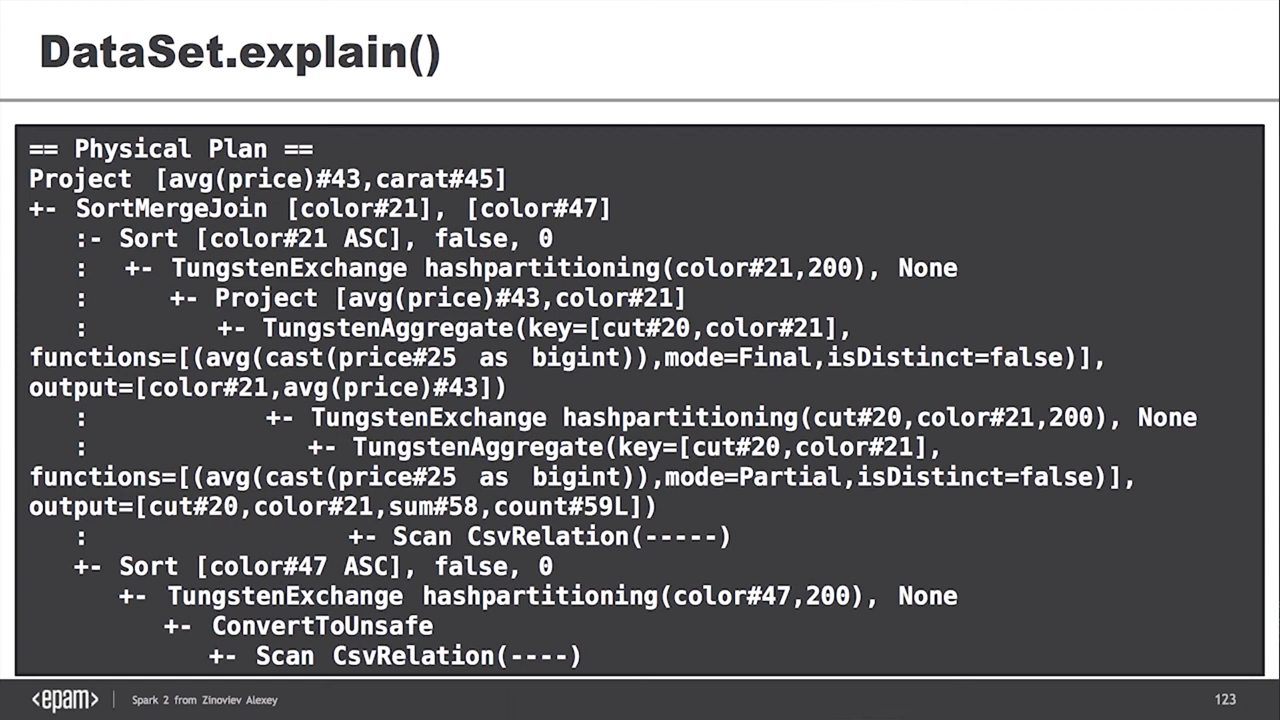 DataSet.explain()
== Physical Plan ==
Project [avg(price)#43,carat#45]
+- SortMergeJoin [color#21], [color#47]
:- Sort [color#21 ASC], false, 0
: +- TungstenExchange hashpartitioning(color#21,200), None
: +- Project [avg(price)#43,color#21]
: +- TungstenAggregate(key=[cut#20,color#21],
functions=[(avg(cast(price#25 as bigint)),mode=Final,isDistinct=false)],
output=[color#21,avg(price)#43])
: +- TungstenExchange hashpartitioning(cut#20,color#21,200), None
: +- TungstenAggregate(key=[cut#20,color#21],
functions=[(avg(cast(price#25 as bigint)),mode=Partial,isDistinct=false)],
output=[cut#20,color#21,sum#58,count#59L])
: +- Scan CsvRelation(-----)
+- Sort [color#47 ASC], false, 0
+- TungstenExchange hashpartitioning(color#47,200), None
+- ConvertToUnsafe
+- Scan CsvRelation(----)
<epam> Spark 2 from Zinoviev Alexey 123